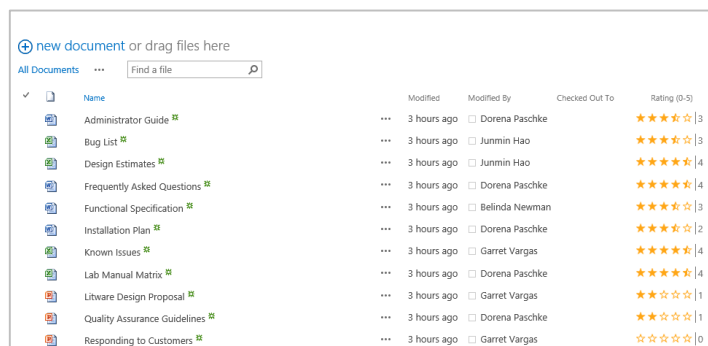 new document or drag files here
All Documents ... Find a file
Name Modified Modified By Checked Out To Rating (0-5)
Administrator Guide ... 3 hours ago Dorena Paschke 3
Bug List ... 3 hours ago Junmin Hao 3
Design Estimates ... 3 hours ago Junmin Hao 4
Frequently Asked Questions ... 3 hours ago Dorena Paschke 4
Functional Specification ... 3 hours ago Belinda Newman 3
Installation Plan ... 3 hours ago Dorena Paschke 2
Known Issues ... 3 hours ago Garret Vargas 4
Lab Manual Matrix ... 3 hours ago Dorena Paschke 4
Litware Design Proposal ... 3 hours ago Garret Vargas 1
Quality Assurance Guidelines ... 3 hours ago Dorena Paschke 1
Responding to Customers ... 3 hours ago Garret Vargas 0